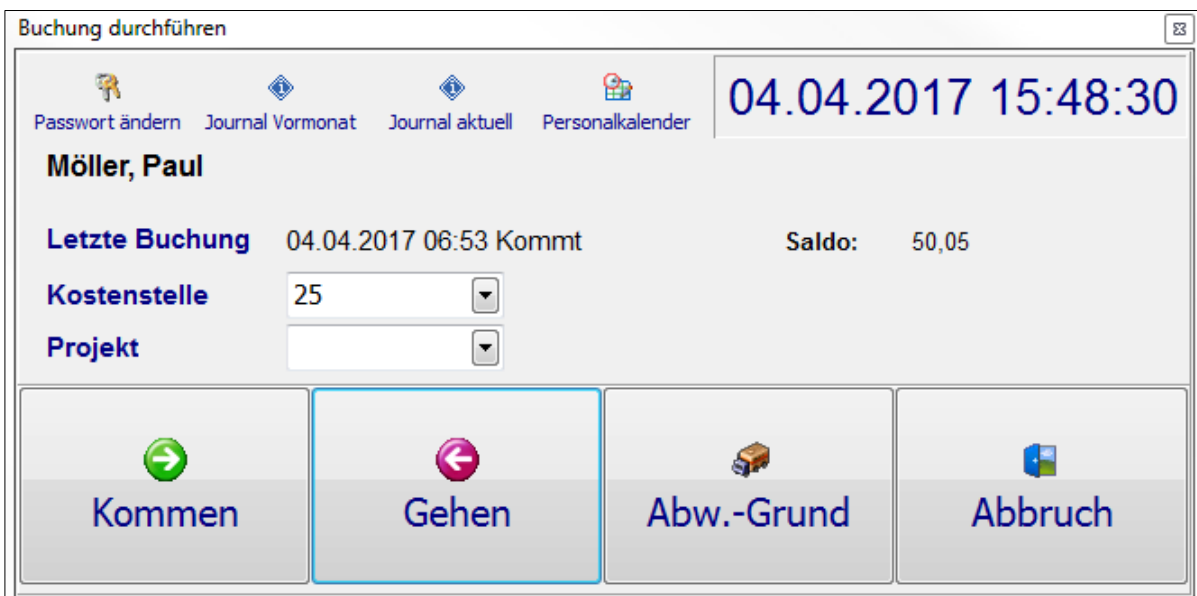 Buchung durchführen
Passwort ändern Journal Vormonat Journal aktuell Personalkalender 04.04.2017 15:48:30
Möller, Paul
Letzte Buchung 04.04.2017 06:53 Kommt Saldo: 50,05
Kostenstelle 25
Projekt
Kommen Gehen Abw.-Grund Abbruch